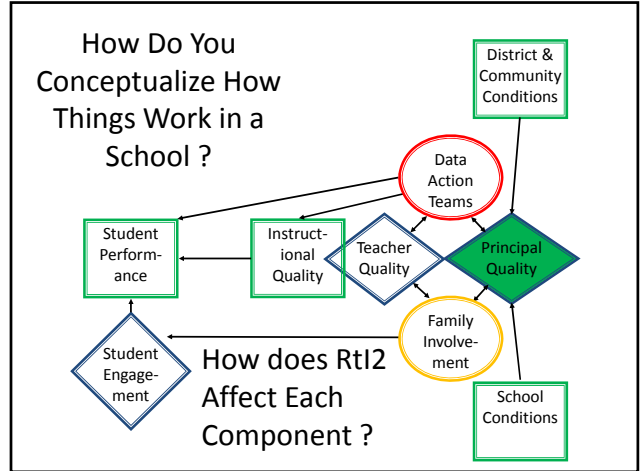 How Do You
Conceptualize How
Things Work in a
School ?
District &
Community
Conditions
Data
Action
Teams
Student
Perform-
ance
Instruct-
ional
Quality
Teacher
Quality
Principal
Quality
Family
Involve-
ment
Student
Engage-
ment
How does RtI2
Affect Each
Component ?
School
Conditions